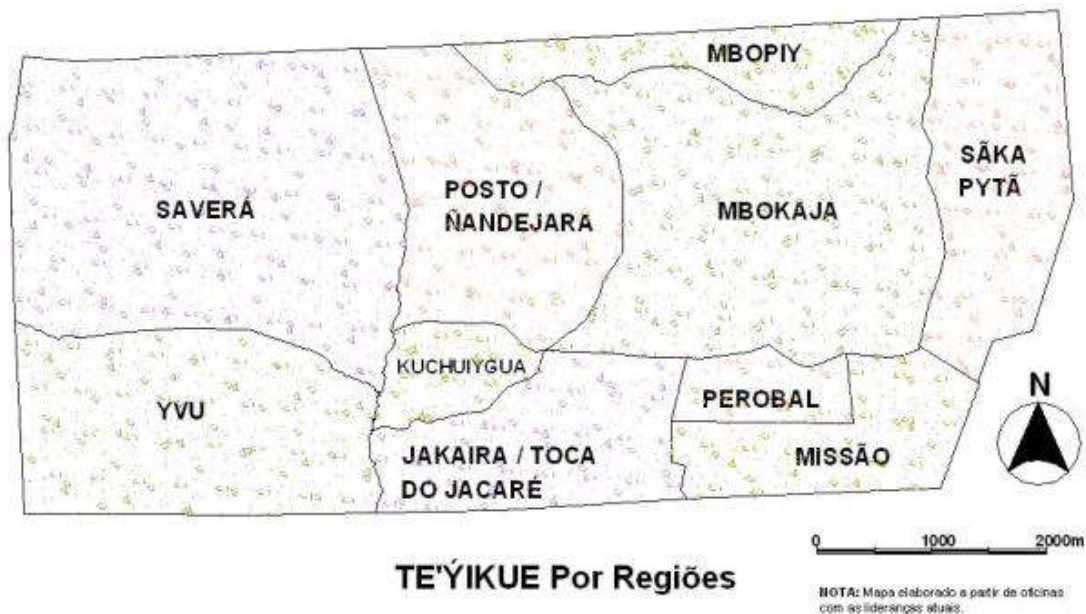 MBOPIY
SÃKA
PYTÃ
SAVERÁ
POSTO /
ÑANDEJARA
MBOKAJA
KUCHUIYGUA
YVU
PEROBAL
JAKAIRA / TOCA
DO JACARÉ
MISSÃO
N
0 1000 2000m
TE'ÝIKUE Por Regiões
NOTA: Mapa elaborado a partir de oficinas
com as lideranças atuais.